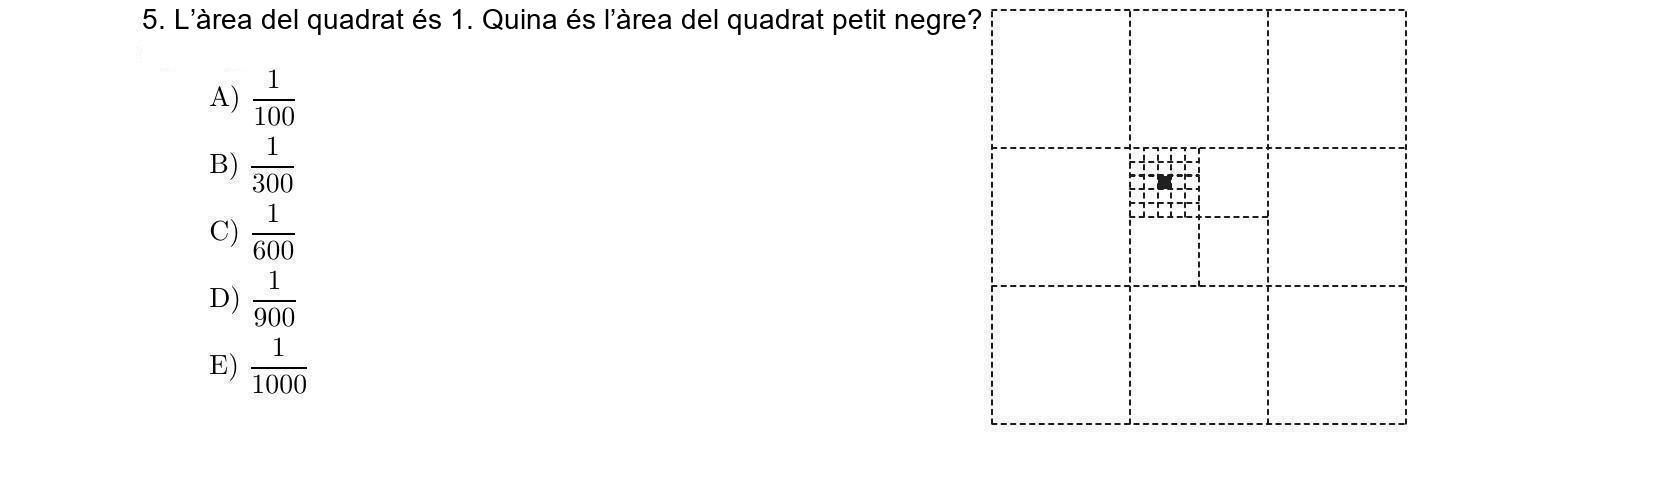 5. L'àrea del quadrat és 1. Quina és l'àrea del quadrat petit negre?
A) 1/100
B) 1/300
C) 1/600
D) 1/900
E) 1/1000